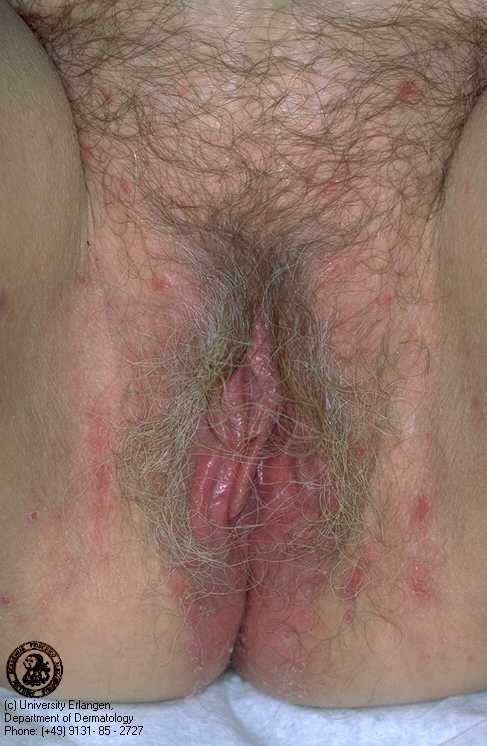 (c) University Erlangen,
Department of Dermatology
Phone: (+49) 9131- 85 - 2727